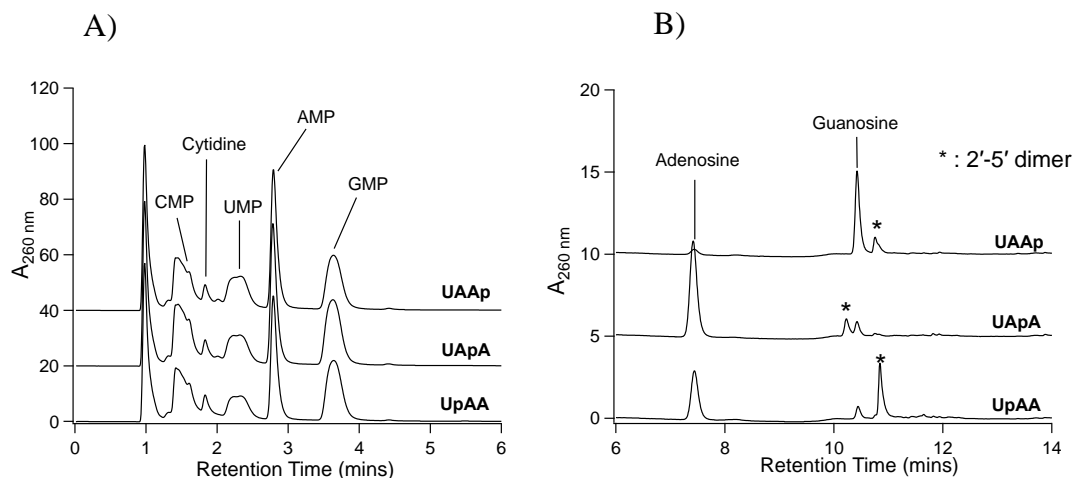 A)
120
100
80
60
40
20
0
A260 nm
CMP
Cytidine
UMP
AMP
GMP
UAAp
UApA
UpAA
0 1 2 3 4 5 6
Retention Time (mins)
B)
20
15
10
5
0
A260 nm
Adenosine
Guanosine
* : 2′-5′ dimer
*
UAAp
*
UApA
*
UpAA
6 8 10 12 14
Retention Time (mins)